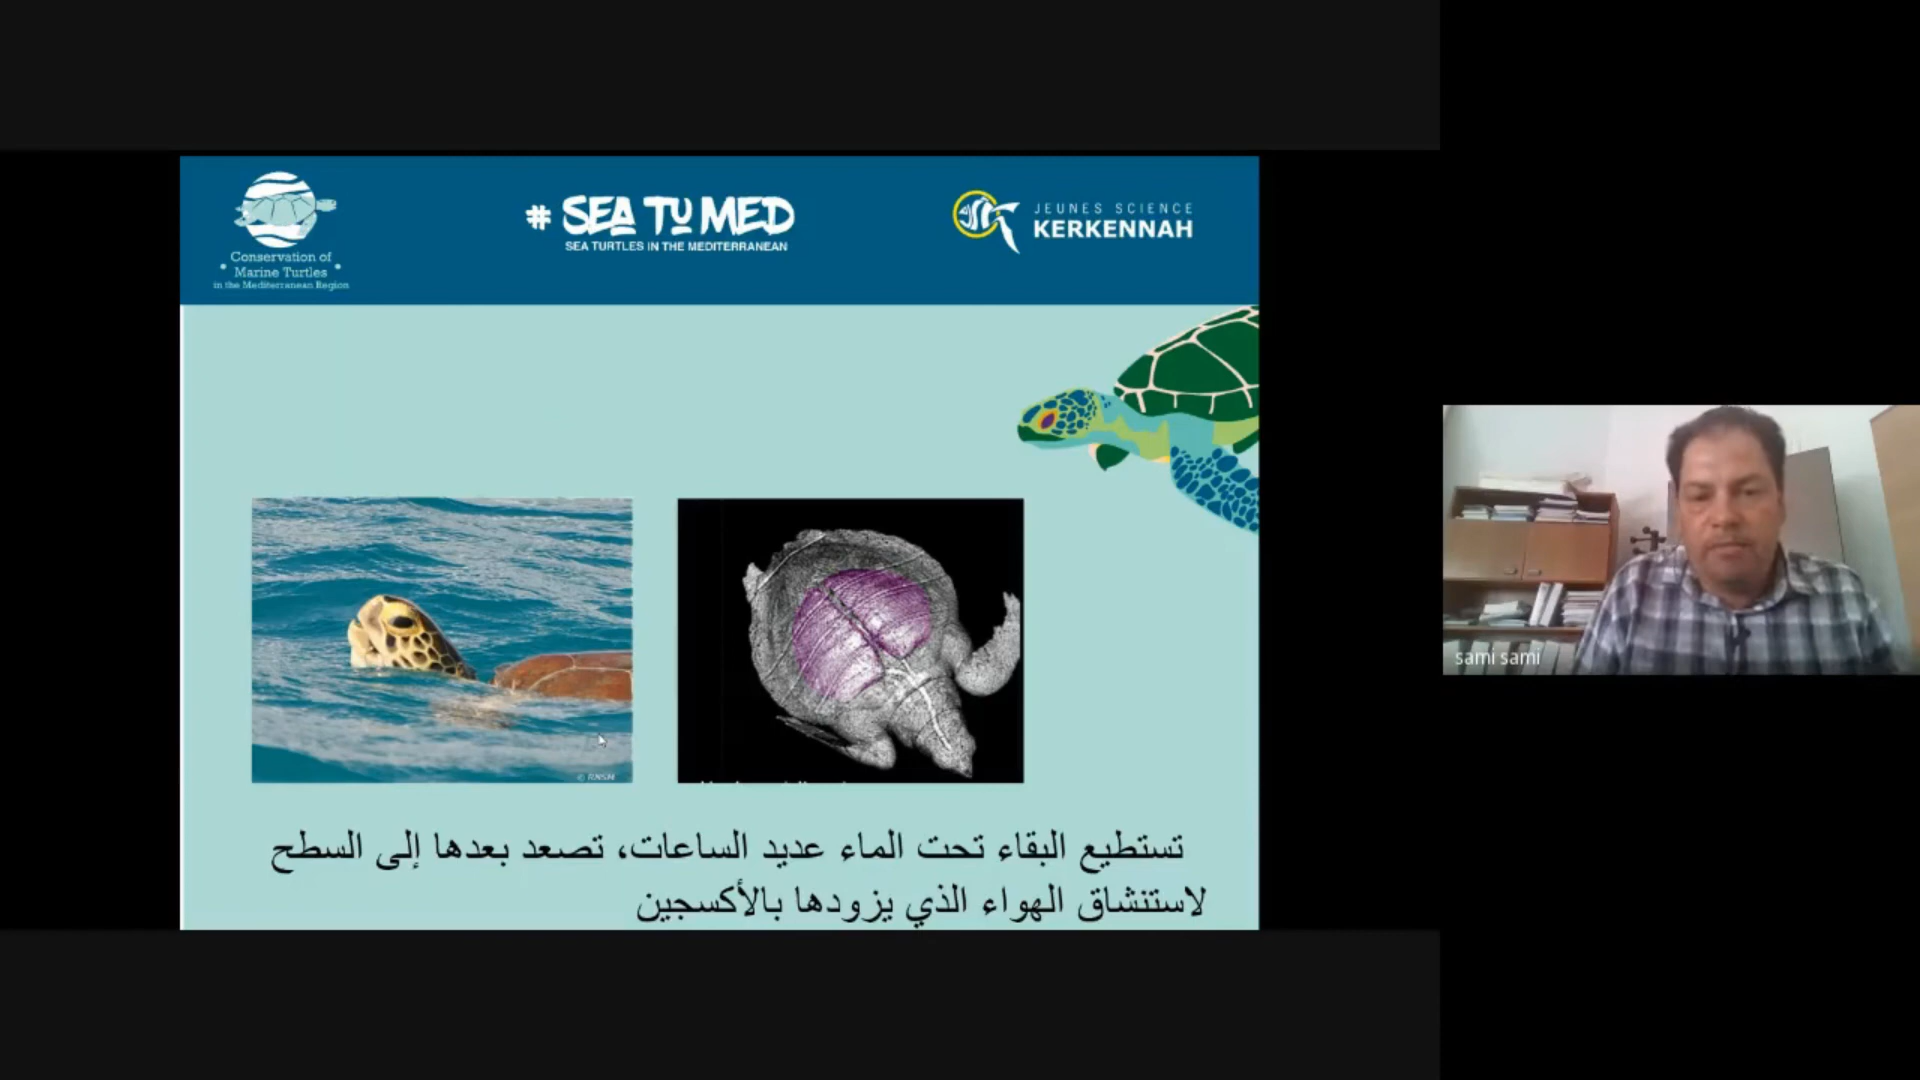 Conservation of
Marine Turtles
in the Mediterranean Region
# SEA TU MED
SEA TURTLES IN THE MEDITERRANEAN
JEUNES SCIENCE
KERKENNAH
© RNSM
sami sami
تستطيع البقاء تحت الماء عديد الساعات، تصعد بعدها إلى السطح
لاستنشاق الهواء الذي يزودها بالأكسجين